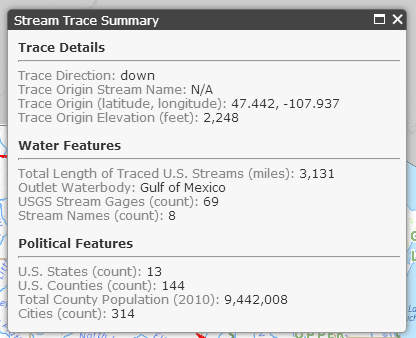 Stream Trace Summary
Trace Details
Trace Direction: down
Trace Origin Stream Name: N/A
Trace Origin (latitude, longitude): 47.442, -107.937
Trace Origin Elevation (feet): 2,248
Water Features
Total Length of Traced U.S. Streams (miles): 3,131
Outlet Waterbody: Gulf of Mexico
USGS Stream Gages (count): 69
Stream Names (count): 8
Political Features
U.S. States (count): 13
U.S. Counties (count): 144
Total County Population (2010): 9,442,008
Cities (count): 314
UPPER